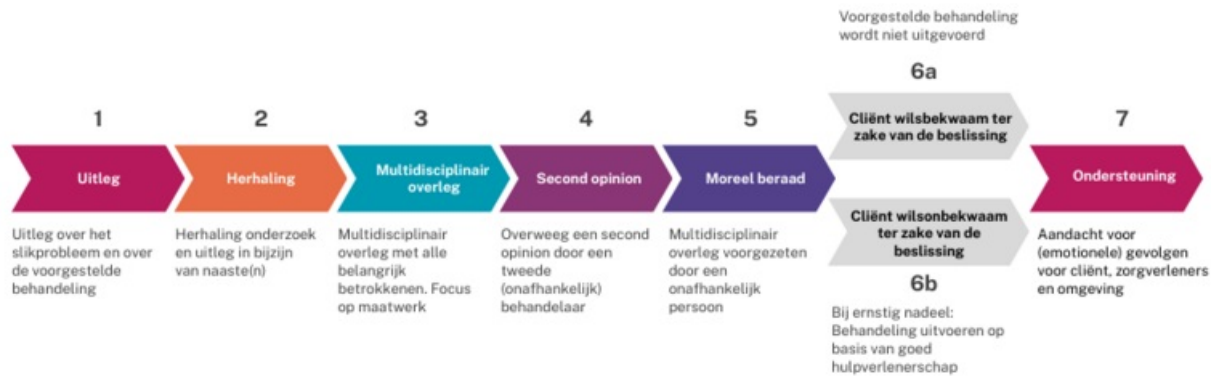 1
Uitleg
Uitleg over het
slikprobleem en over
de voorgestelde
behandeling
2
Herhaling
Herhaling onderzoek
en uitleg in bijzijn
van naaste(n)
3
Multidisciplinair
overleg
Multidisciplinair
overleg met alle
belangrijk
betrokkenen. Focus
op maatwerk
4
Second opinion
Overweeg een second
opinion door een
tweede
(onafhankelijk)
behandelaar
5
Moreel beraad
Multidisciplinair
overleg voorgezeten
door een
onafhankelijk
persoon
Voorgestelde behandeling
wordt niet uitgevoerd
6a
Cliënt wilsbekwaam ter
zake van de beslissing
Cliënt wilsonbekwaam
ter zake van de
beslissing
6b
Bij ernstig nadeel:
Behandeling uitvoeren op
basis van goed
hulpverlenerschap
7
Ondersteuning
Aandacht voor
(emotionele) gevolgen
voor cliënt, zorgverleners
en omgeving